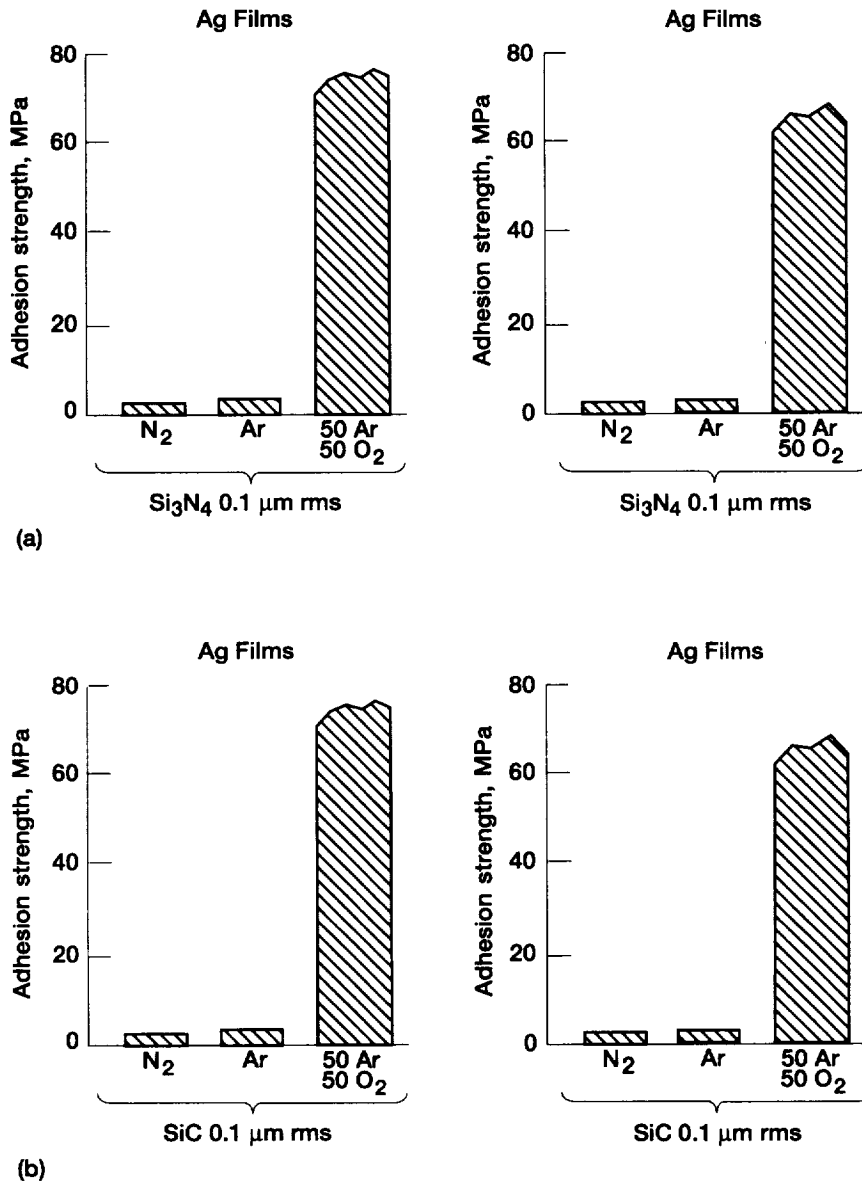 Ag Films
Adhesion strength, MPa
80
60
40
20
0
N₂ Ar 50 Ar
50 O₂
Si₃N₄ 0.1 μm rms
Ag Films
Adhesion strength, MPa
80
60
40
20
0
N₂ Ar 50 Ar
50 O₂
Si₃N₄ 0.1 μm rms
(a)
Ag Films
Adhesion strength, MPa
80
60
40
20
0
N₂ Ar 50 Ar
50 O₂
SiC 0.1 μm rms
Ag Films
Adhesion strength, MPa
80
60
40
20
0
N₂ Ar 50 Ar
50 O₂
SiC 0.1 μm rms
(b)